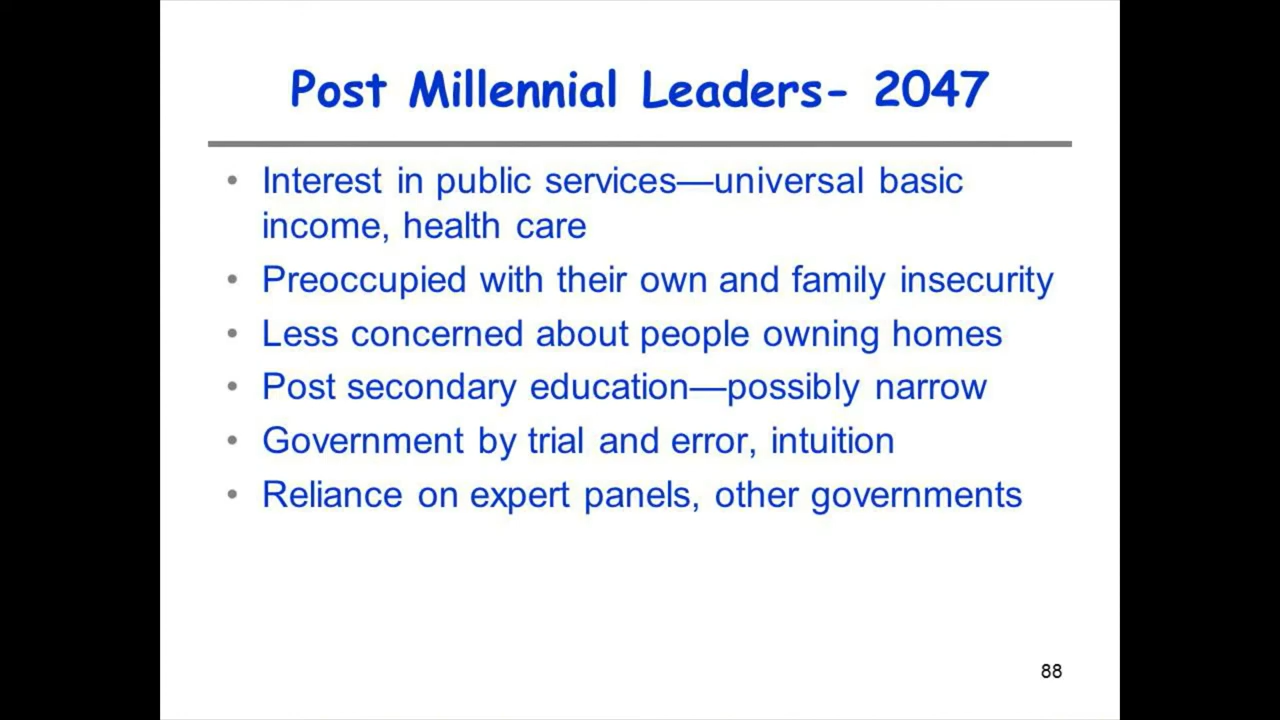 Post Millennial Leaders- 2047
• Interest in public services—universal basic
income, health care
• Preoccupied with their own and family insecurity
• Less concerned about people owning homes
• Post secondary education—possibly narrow
• Government by trial and error, intuition
• Reliance on expert panels, other governments
88